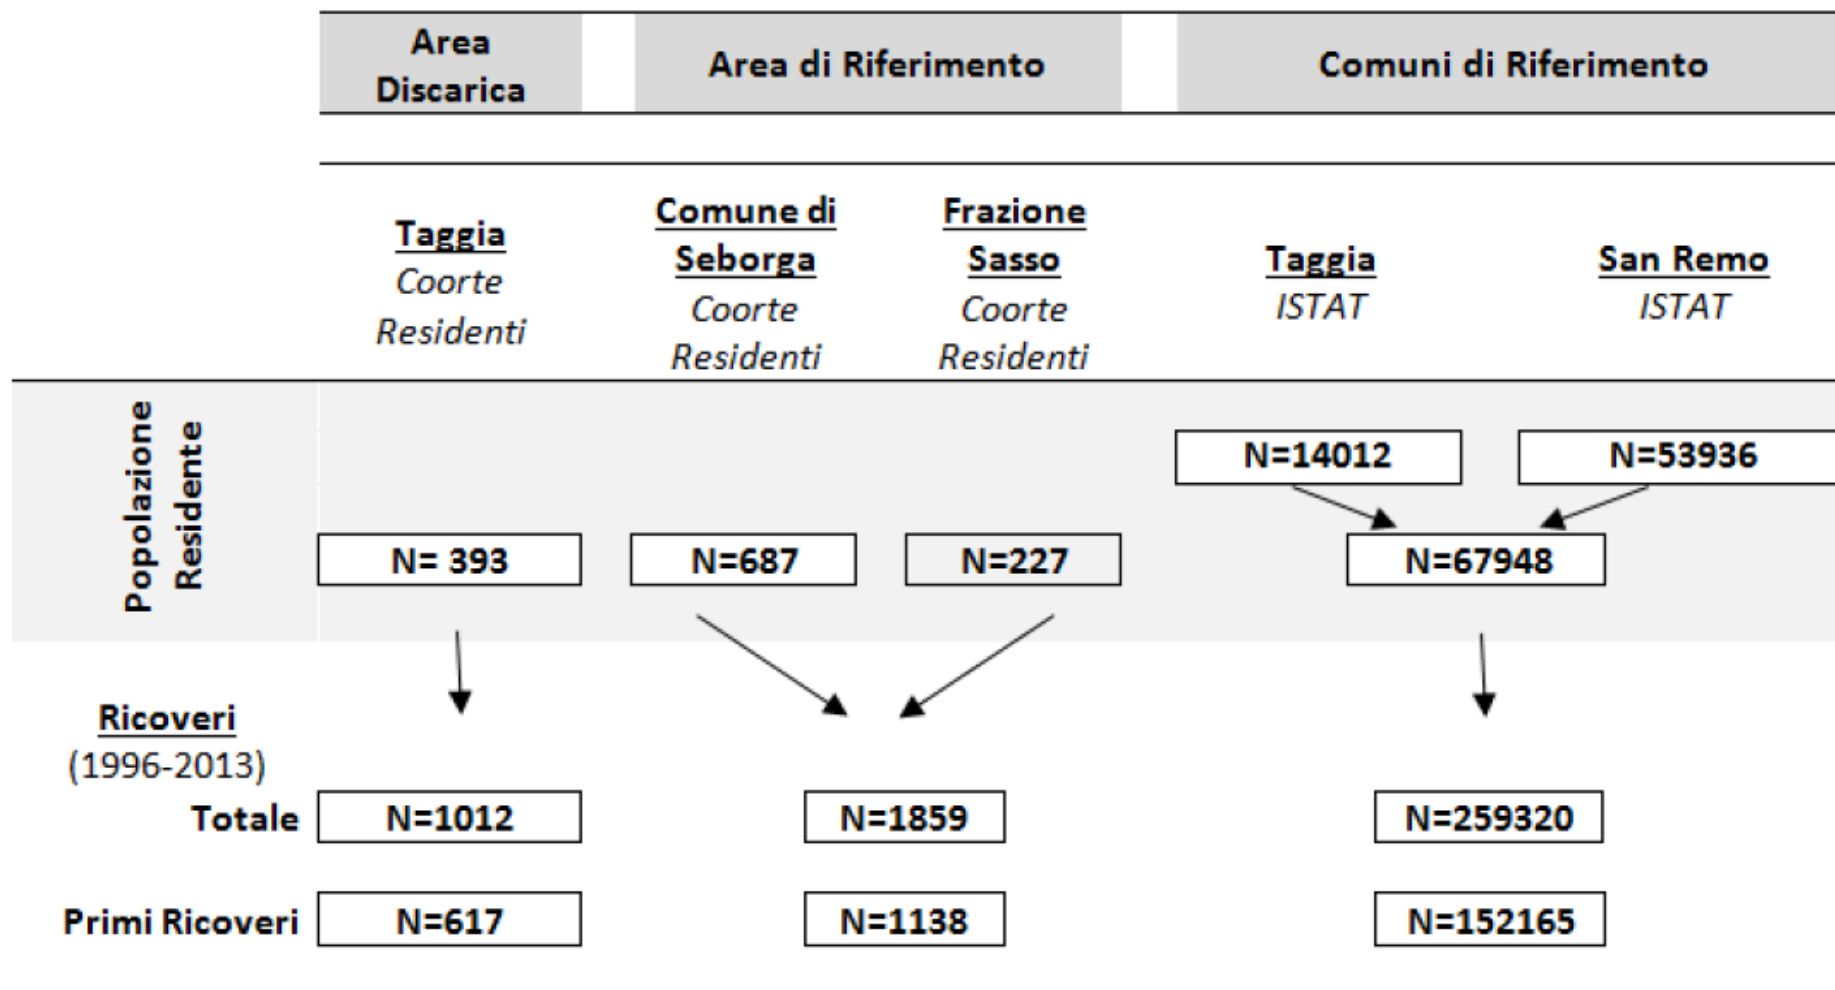 Area
Discarica
Area di Riferimento
Comuni di Riferimento
Taggia
Coorte
Residenti
Comune di
Seborga
Coorte
Residenti
Frazione
Sasso
Coorte
Residenti
Taggia
ISTAT
San Remo
ISTAT
Popolazione
Residente
N=14012
N=53936
N= 393
N=687
N=227
N=67948
Ricoveri
(1996-2013)
Totale
N=1012
N=1859
N=259320
Primi Ricoveri
N=617
N=1138
N=152165